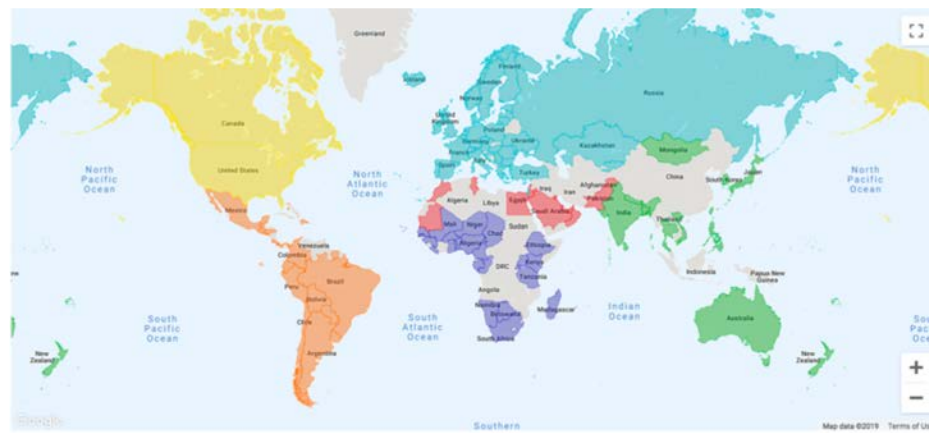 Greenland
Iceland
Finland
Sweden
Norway
Russia
United
Kingdom
Canada
Poland
Germany
Ukraine
France
Kazakhstan
Mongolia
Italy
Spain
Turkey
United States
North
Pacific
Ocean
North
Atlantic
Ocean
North
Pacific
Ocean
China
South Korea
Japan
Iraq
Iran
Afghanistan
Pakistan
Algeria
Libya
Egypt
Saudi Arabia
India
Thailand
Mexico
Mali
Niger
Chad
Sudan
Nigeria
Ethiopia
Venezuela
Colombia
DRC
Kenya
Tanzania
Indonesia
Papua New
Guinea
Peru
Brazil
Bolivia
Angola
Namibia
Botswana
Madagascar
Chile
South
Pacific
Ocean
South
Atlantic
Ocean
Indian
Ocean
Australia
South Africa
Argentina
New
Zealand
New
Zealand
Southern
Google
+
−
Map data ©2019
Terms of Us